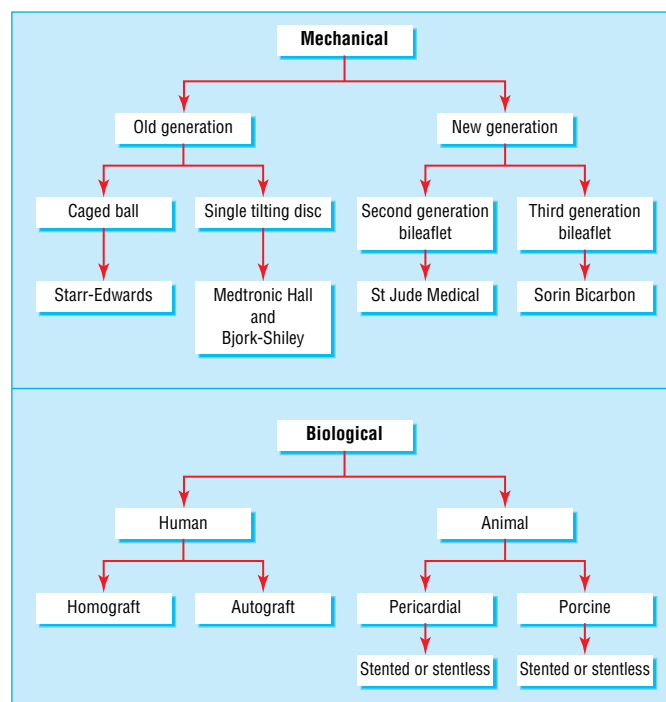 Mechanical
Old generation
New generation
Caged ball
Single tilting disc
Second generation
bileaflet
Third generation
bileaflet
Starr-Edwards
Medtronic Hall
and
Bjork-Shiley
St Jude Medical
Sorin Bicarbon
Biological
Human
Animal
Homograft
Autograft
Pericardial
Porcine
Stented or stentless
Stented or stentless